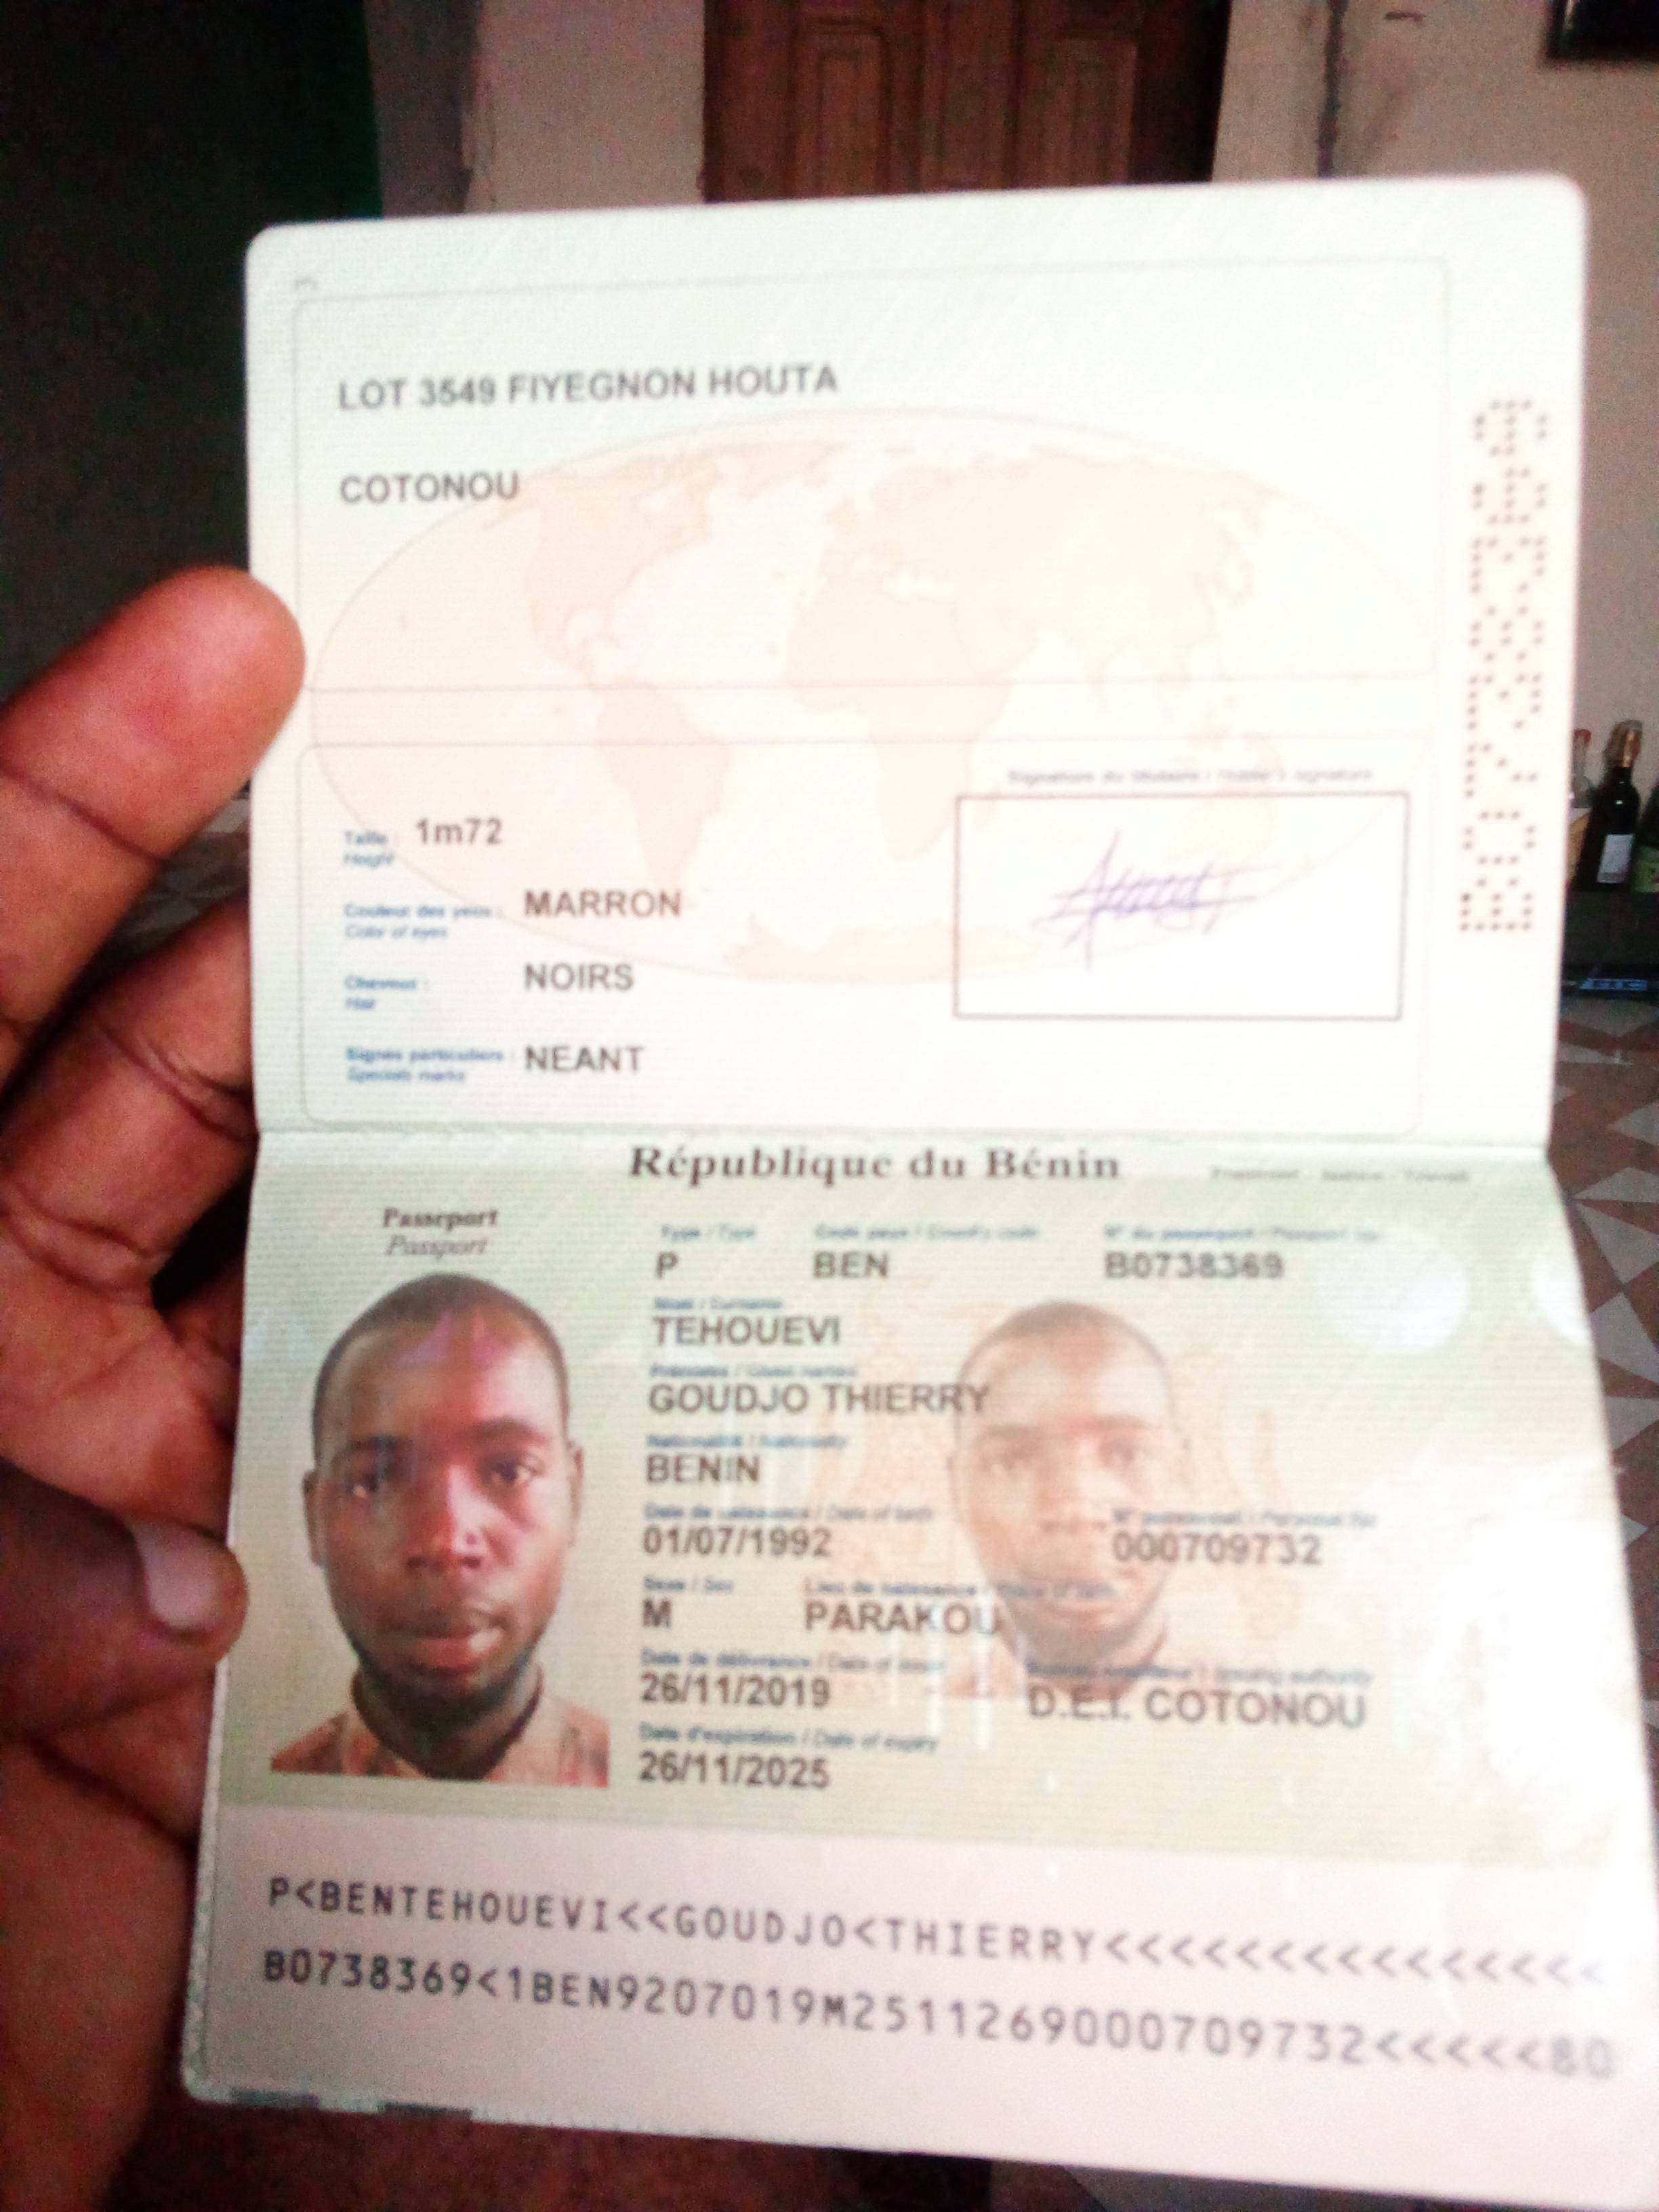 LOT 3549 FIYEGNON HOUTA
COTONOU
Taille : 1m72
Height
Couleur des yeux : MARRON
Color of eyes
Cheveux : NOIRS
Hair
Signes particuliers : NEANT
Specials marks
Signature du titulaire / Holder's signature
B0738369
République du Bénin
Fraternité - Justice - Travail
Passeport
Passport
Type / Type
P
Code pays / Country code
BEN
N° du passeport / Passport No
B0738369
Nom / Surname
TEHOUEVI
Prénoms / Given names
GOUDJO THIERRY
Nationalité / Nationality
BENIN
Date de naissance / Date of birth
01/07/1992
N° personnel / Personal No
000709732
Sexe / Sex
M
Lieu de naissance / Place of birth
PARAKOU
Date de délivrance / Date of issue
26/11/2019
issuing authority
D.E.I. COTONOU
Date d'expiration / Date of expiry
26/11/2025
P<BENTEHOUEVI<<GOUDJO<THIERRY<<<<<<<<<<<<<<<
B0738369<1BEN9207019M2511269000709732<<<<<80